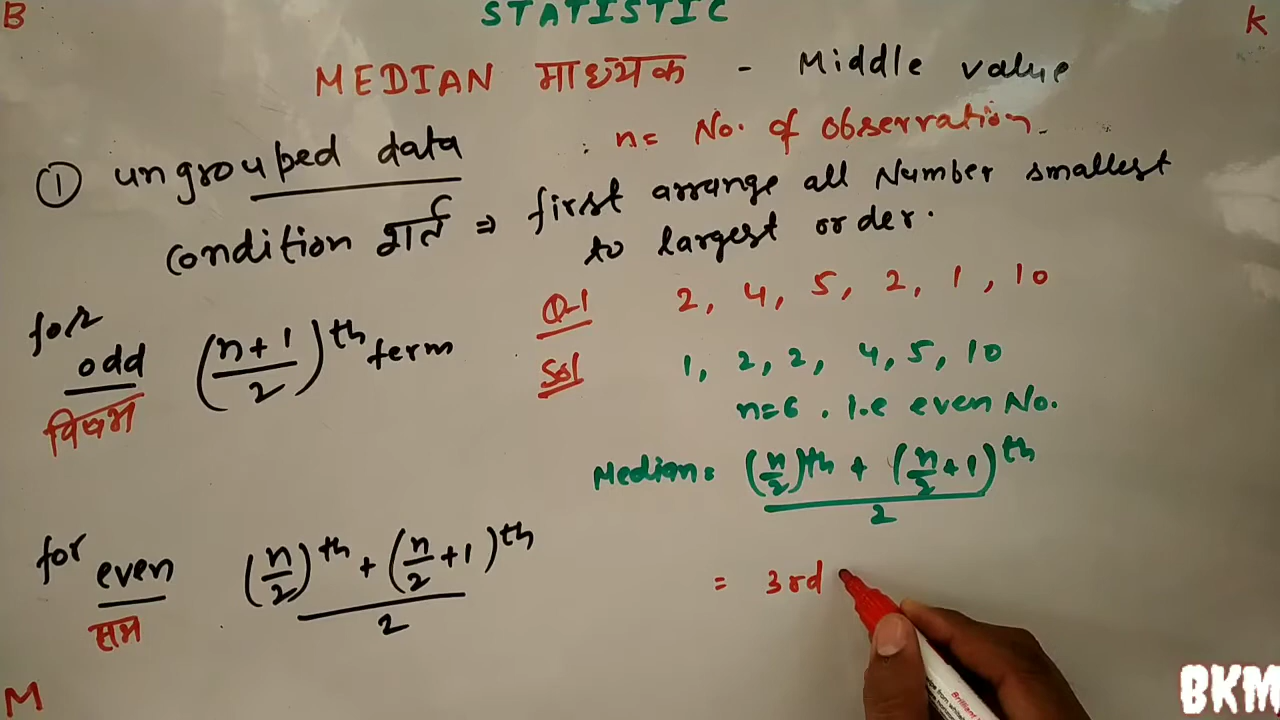 B
STATISTIC
K
MEDIAN माध्यक - Middle value
n= No. of observation.
① ungrouped data
condition शर्त ⇒ first arrange all Number smallest
to largest order.
for odd ((n+1)/2)^th term
विषम
Q-1 2, 4, 5, 2, 1, 10
Sol 1, 2, 2, 4, 5, 10
n=6 . I.e even No.
Median = ((n/2)^th + (n/2 + 1)^th)/2
for even ((n/2)^th + (n/2 + 1)^th)/2
सम
= 3rd
M
BKM